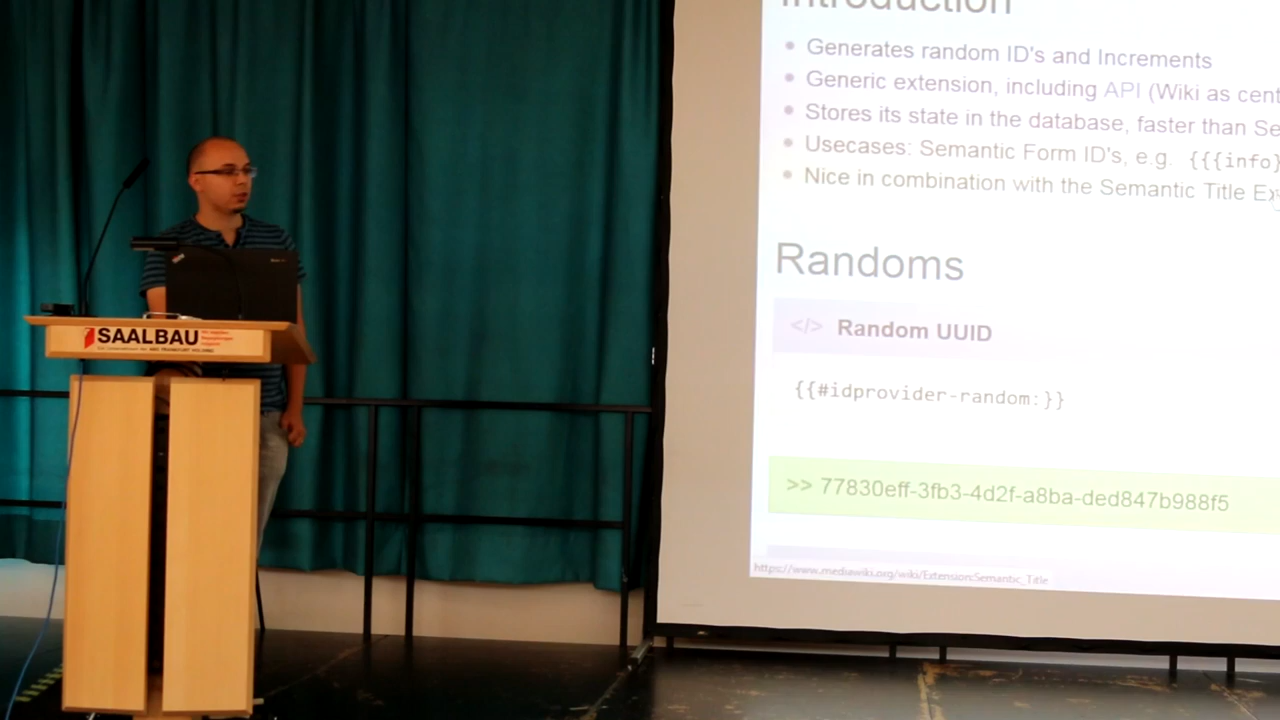 Introduction
Generates random ID's and Increments
Generic extension, including API (Wiki as cent
Stores its state in the database, faster than Se
Usecases: Semantic Form ID's, e.g. {{{info}
Nice in combination with the Semantic Title Ex
Randoms
</> Random UUID
{{#idprovider-random:}}
>> 77830eff-3fb3-4d2f-a8ba-ded847b988f5
https://www.mediawiki.org/wiki/Extension:Semantic_Title
SAALBAU